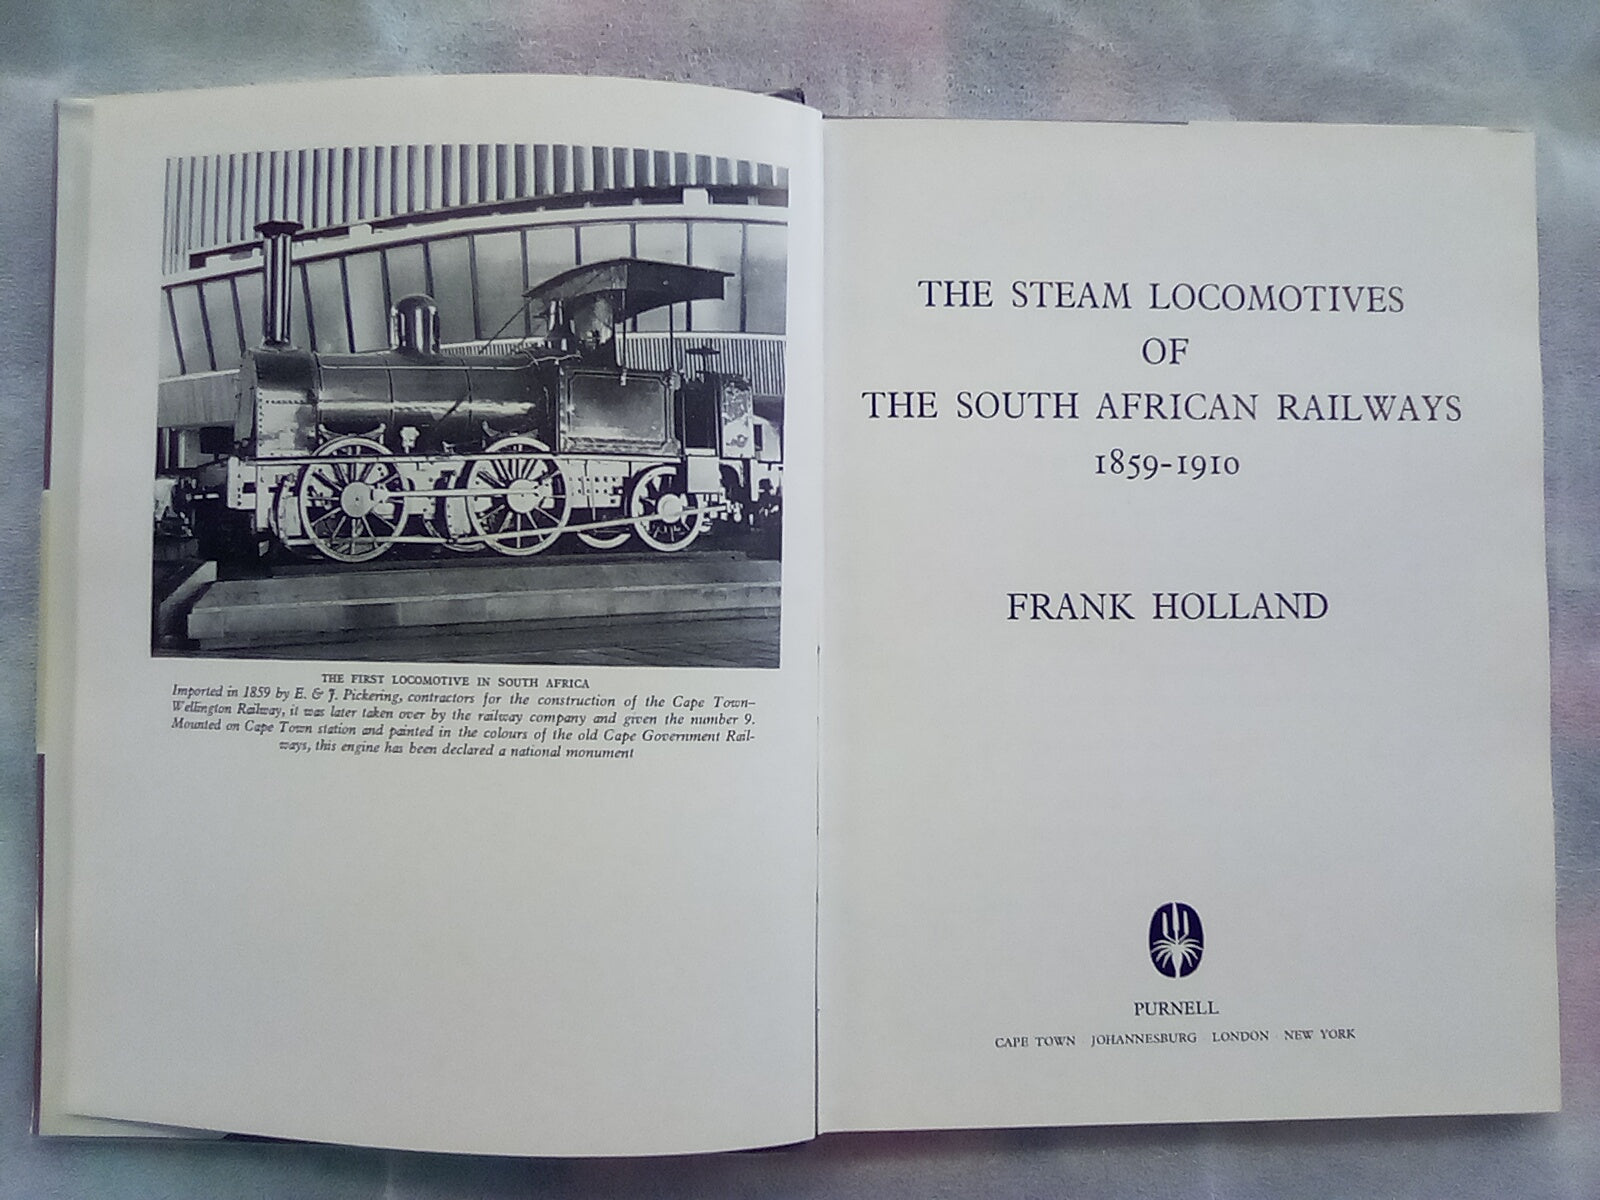 THE FIRST LOCOMOTIVE IN SOUTH AFRICA
Imported in 1859 by E. & J. Pickering, contractors for the construction of the Cape Town–
Wellington Railway, it was later taken over by the railway company and given the number 9.
Mounted on Cape Town station and painted in the colours of the old Cape Government Rail-
ways, this engine has been declared a national monument
THE STEAM LOCOMOTIVES
OF
THE SOUTH AFRICAN RAILWAYS
1859-1910
FRANK HOLLAND
PURNELL
CAPE TOWN JOHANNESBURG LONDON NEW YORK